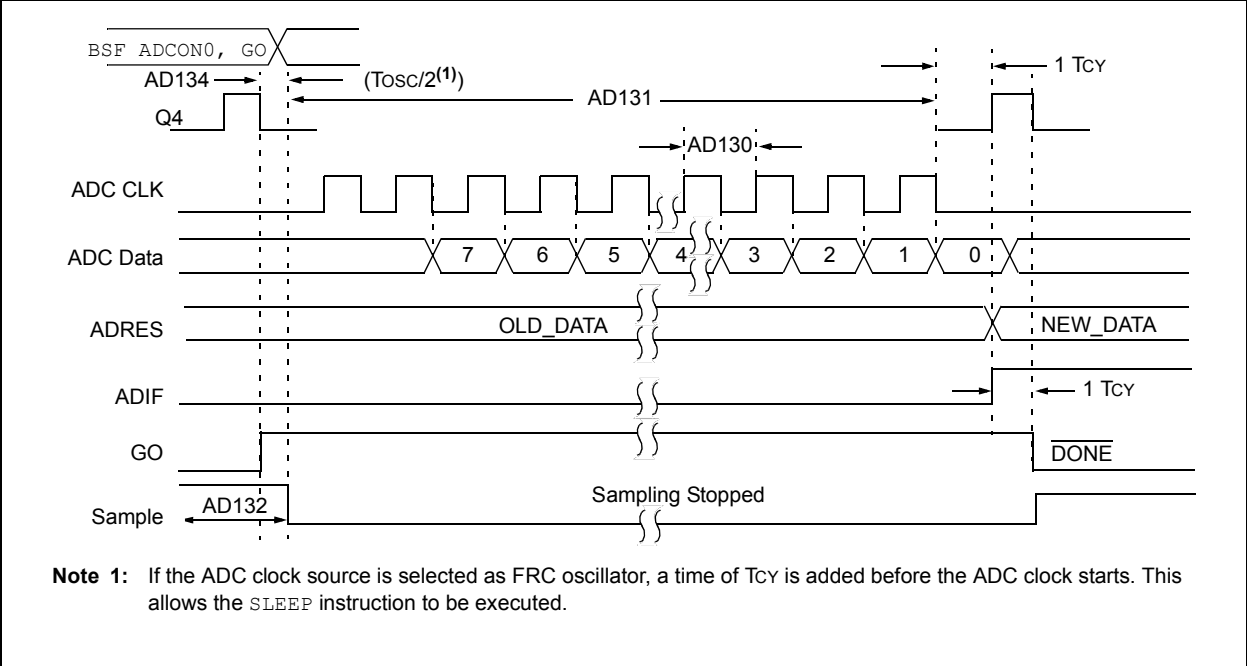 BSF ADCON0, GO
AD134 (TOSC/2(1)) 1 TCY
AD131
Q4
AD130
ADC CLK
ADC Data 7 6 5 4 3 2 1 0
ADRES OLD_DATA NEW_DATA
ADIF 1 TCY
GO DONE
Sample AD132 Sampling Stopped
Note 1: If the ADC clock source is selected as FRC oscillator, a time of TCY is added before the ADC clock starts. This
allows the SLEEP instruction to be executed.